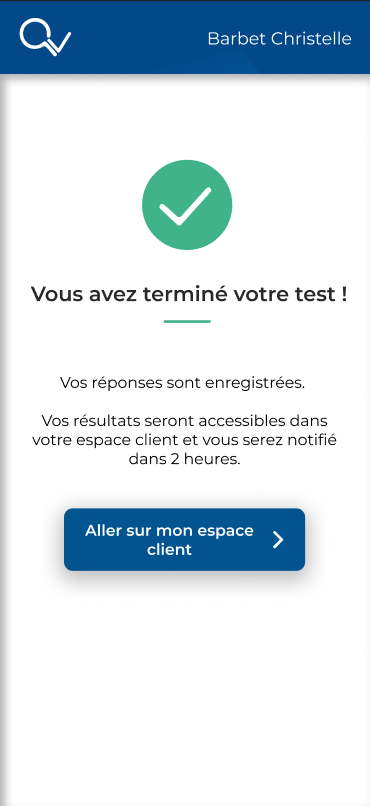 Barbet Christelle
Vous avez terminé votre test !
Vos réponses sont enregistrées.
Vos résultats seront accessibles dans
votre espace client et vous serez notifié
dans 2 heures.
Aller sur mon espace
client